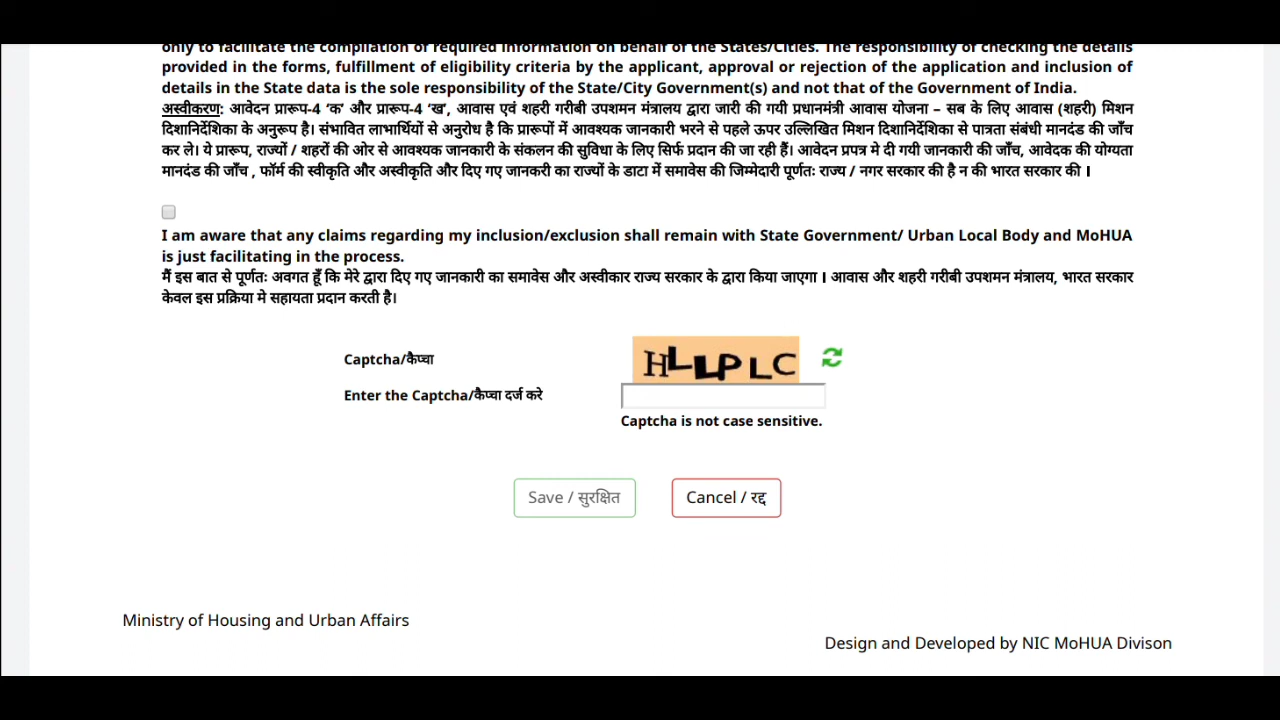 only to facilitate the compilation of required information on behalf of the States/Cities. The responsibility of checking the details
provided in the forms, fulfillment of eligibility criteria by the applicant, approval or rejection of the application and inclusion of
details in the State data is the sole responsibility of the State/City Government(s) and not that of the Government of India.
अस्वीकरण: आवेदन प्रारूप-4 ‘क’ और प्रारूप-4 ‘ख’, आवास एवं शहरी गरीबी उपशमन मंत्रालय द्वारा जारी की गयी प्रधानमंत्री आवास योजना – सब के लिए आवास (शहरी) मिशन
दिशानिर्देशिका के अनुरूप है। संभावित लाभार्थियों से अनुरोध है कि प्रारूपों में आवश्यक जानकारी भरने से पहले ऊपर उल्लिखित मिशन दिशानिर्देशिका से पात्रता संबंधी मानदंड की जाँच
कर ले। ये प्रारूप, राज्यों / शहरों की ओर से आवश्यक जानकारी के संकलन की सुविधा के लिए सिर्फ प्रदान की जा रही हैं। आवेदन प्रपत्र मे दी गयी जानकारी की जाँच, आवेदक की योग्यता
मानदंड की जाँच , फॉर्म की स्वीकृति और अस्वीकृति और दिए गए जानकरी का राज्यों के डाटा में समावेस की जिम्मेदारी पूर्णतः राज्य / नगर सरकार की है न की भारत सरकार की ।
I am aware that any claims regarding my inclusion/exclusion shall remain with State Government/ Urban Local Body and MoHUA
is just facilitating in the process.
मैं इस बात से पूर्णतः अवगत हूँ कि मेरे द्वारा दिए गए जानकारी का समावेस और अस्वीकार राज्य सरकार के द्वारा किया जाएगा । आवास और शहरी गरीबी उपशमन मंत्रालय, भारत सरकार
केवल इस प्रक्रिया मे सहायता प्रदान करती है।
Captcha/कैप्चा
HLLPLC
Enter the Captcha/कैप्चा दर्ज करे
Captcha is not case sensitive.
Save / सुरक्षित
Cancel / रद्द
Ministry of Housing and Urban Affairs
Design and Developed by NIC MoHUA Divison